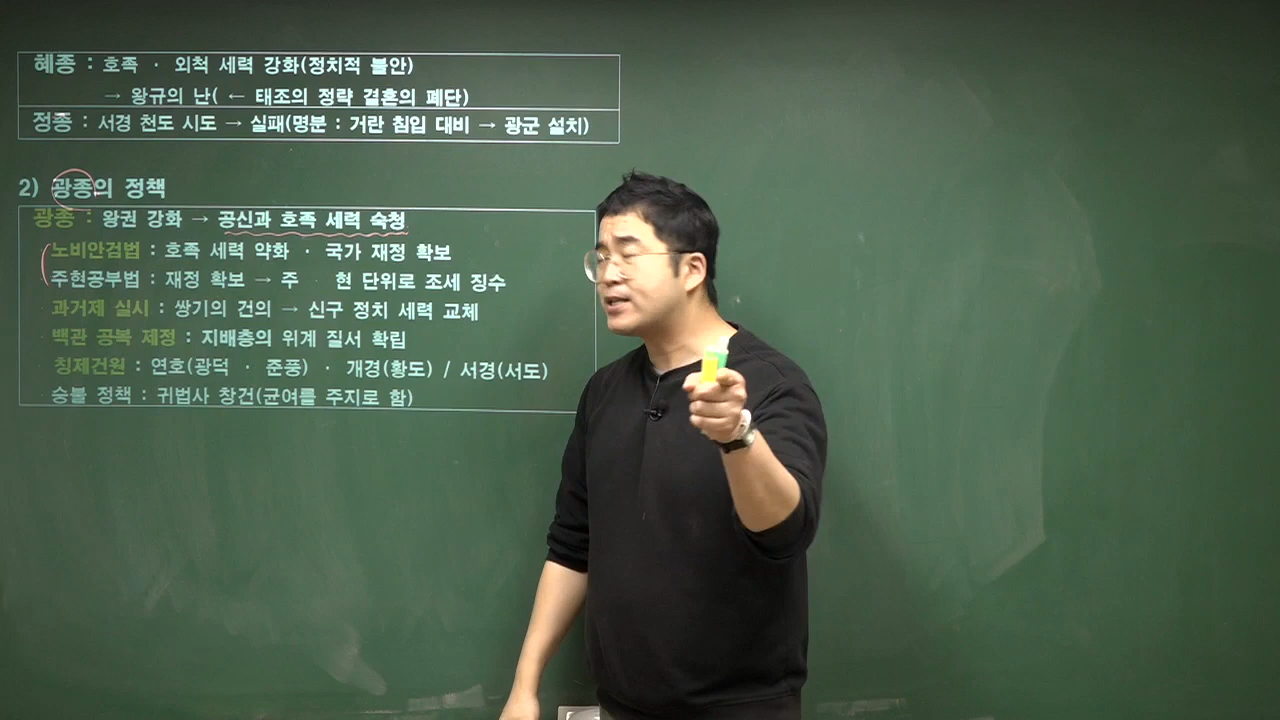 혜종 : 호족 · 외척 세력 강화(정치적 불안)
→ 왕규의 난( ← 태조의 정략 결혼의 폐단)
정종 : 서경 천도 시도 → 실패(명분 : 거란 침입 대비 → 광군 설치)
2) 광종의 정책
광종 : 왕권 강화 → 공신과 호족 세력 숙청
노비안검법 : 호족 세력 약화 · 국가 재정 확보
주현공부법 : 재정 확보 → 주 · 현 단위로 조세 징수
과거제 실시 : 쌍기의 건의 → 신구 정치 세력 교체
백관 공복 제정 : 지배층의 위계 질서 확립
칭제건원 : 연호(광덕 · 준풍) · 개경(황도) / 서경(서도)
숭불 정책 : 귀법사 창건(균여를 주지로 함)